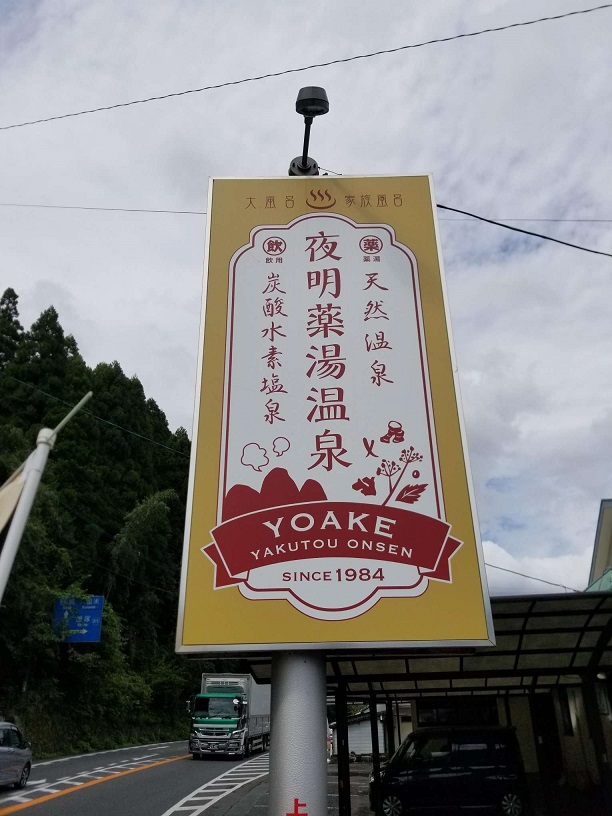 大風呂 家族風呂
薬
薬湯
天然温泉
夜明薬湯温泉
飲
飲用
炭酸水素塩泉
YOAKE
YAKUTOU ONSEN
SINCE 1984
上